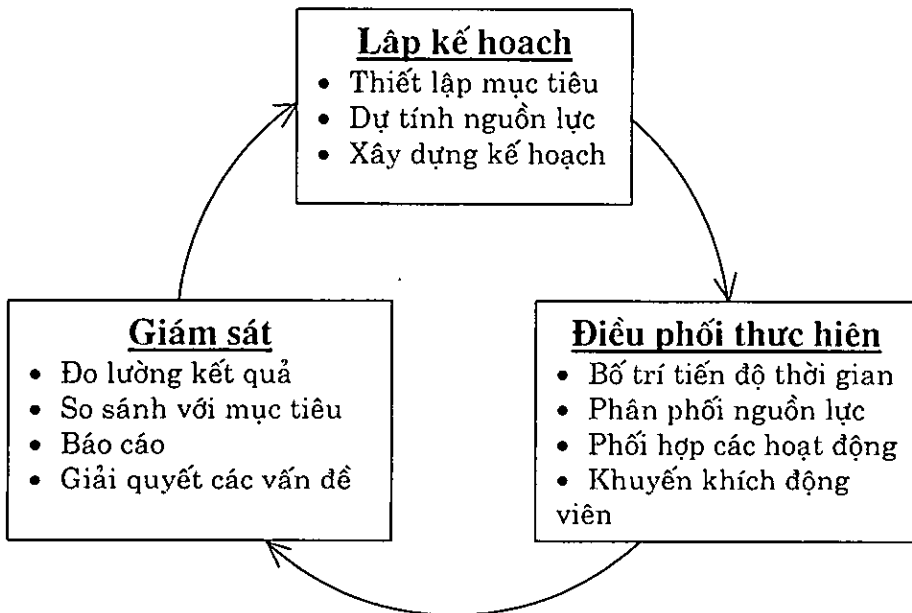 Lập kế hoạch
• Thiết lập mục tiêu
• Dự tính nguồn lực
• Xây dựng kế hoạch
Giám sát
• Đo lường kết quả
• So sánh với mục tiêu
• Báo cáo
• Giải quyết các vấn đề
Điều phối thực hiện
• Bố trí tiến độ thời gian
• Phân phối nguồn lực
• Phối hợp các hoạt động
• Khuyến khích động
viên